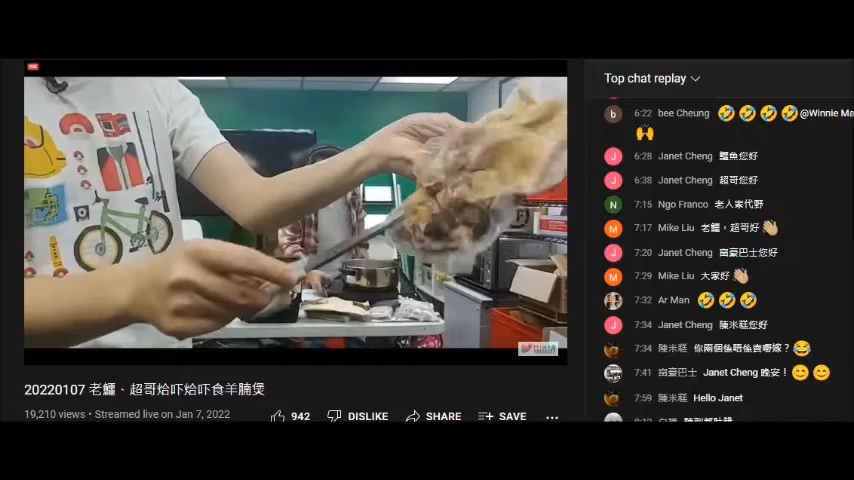 Top chat replay
6:22 bee Cheung @Winnie Ma
6:28 Janet Cheng 鱷魚您好
6:38 Janet Cheng 超哥您好
7:15 Ngo Franco 老人家代野
7:17 Mike Liu 老鱷，超哥好
7:20 Janet Cheng 富豪巴士您好
7:29 Mike Liu 大家好
7:32 Ar Man
7:34 Janet Cheng 陳米糕您好
7:34 陳米糕 你兩個係唔係賣嘢嫁？
7:41 富豪巴士 Janet Cheng 晚安！
7:59 陳米糕 Hello Janet
20220107 老鱷、超哥烚吓烚吓食羊腩煲
19,210 views • Streamed live on Jan 7, 2022
942 DISLIKE SHARE SAVE